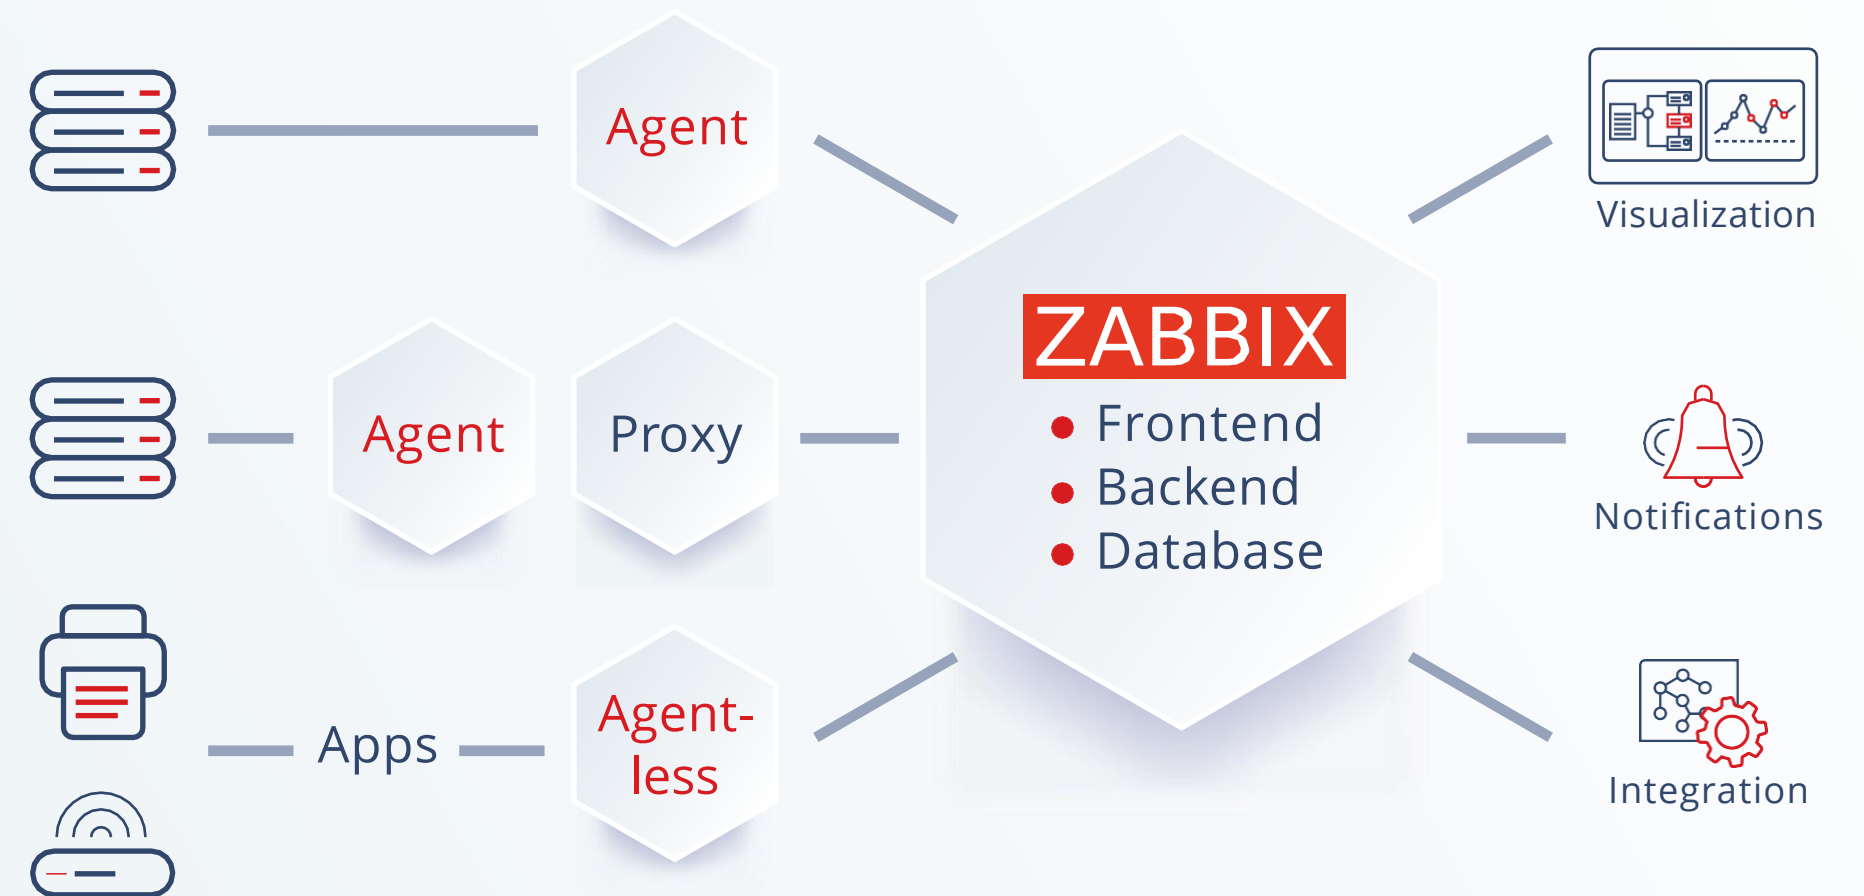 Agent
Visualization
ZABBIX
Agent
Proxy
Frontend
Backend
Database
Notifications
Apps
Agent-
less
Integration